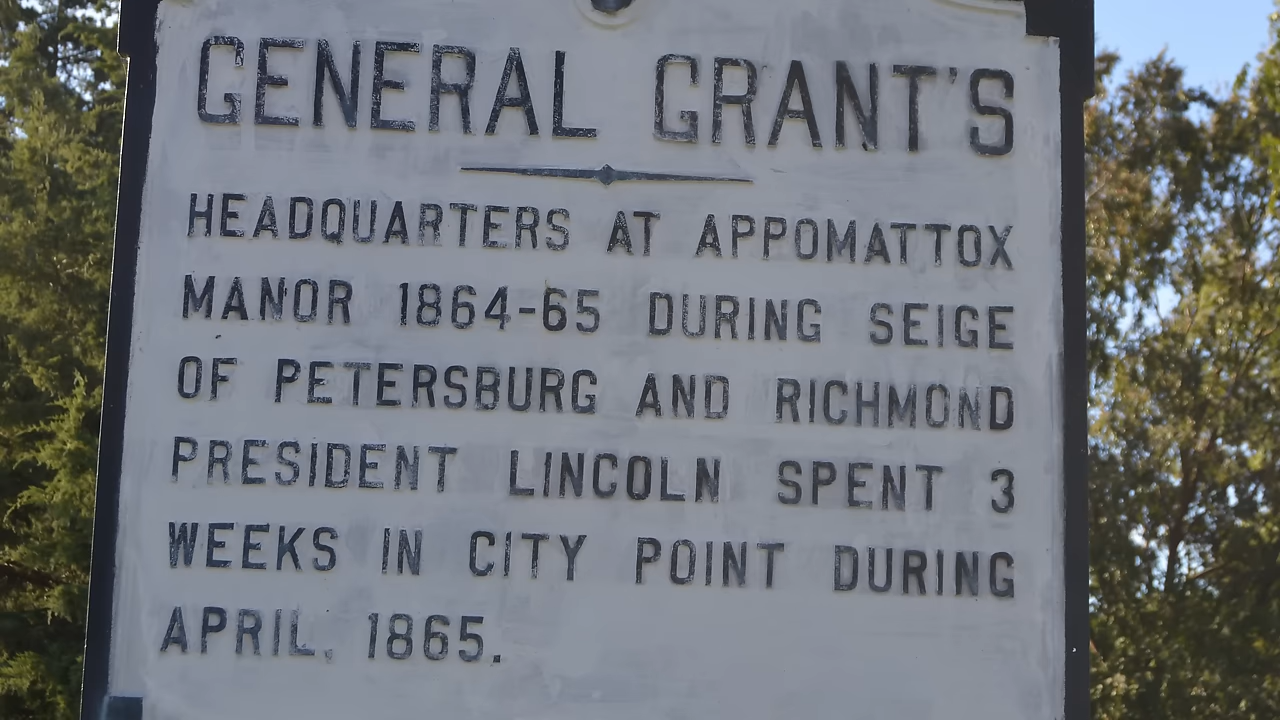 GENERAL GRANT'S
HEADQUARTERS AT APPOMATTOX
MANOR 1864-65 DURING SEIGE
OF PETERSBURG AND RICHMOND
PRESIDENT LINCOLN SPENT 3
WEEKS IN CITY POINT DURING
APRIL, 1865.